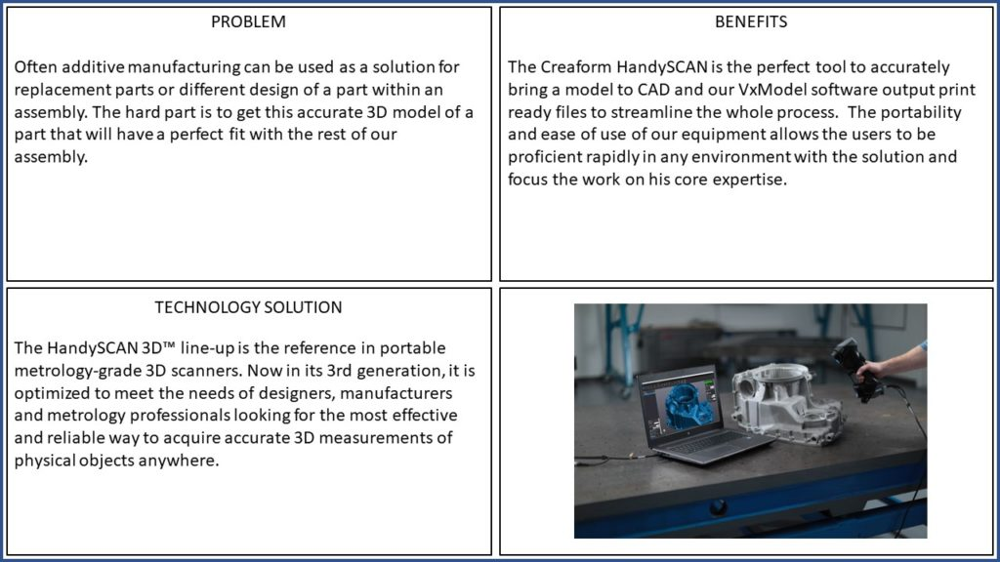 PROBLEM
Often additive manufacturing can be used as a solution for
replacement parts or different design of a part within an
assembly. The hard part is to get this accurate 3D model of a
part that will have a perfect fit with the rest of our
assembly.
BENEFITS
The Creaform HandySCAN is the perfect tool to accurately
bring a model to CAD and our VxModel software output print
ready files to streamline the whole process.  The portability
and ease of use of our equipment allows the users to be
proficient rapidly in any environment with the solution and
focus the work on his core expertise.
TECHNOLOGY SOLUTION
The HandySCAN 3D™ line-up is the reference in portable
metrology-grade 3D scanners. Now in its 3rd generation, it is
optimized to meet the needs of designers, manufacturers
and metrology professionals looking for the most effective
and reliable way to acquire accurate 3D measurements of
physical objects anywhere.